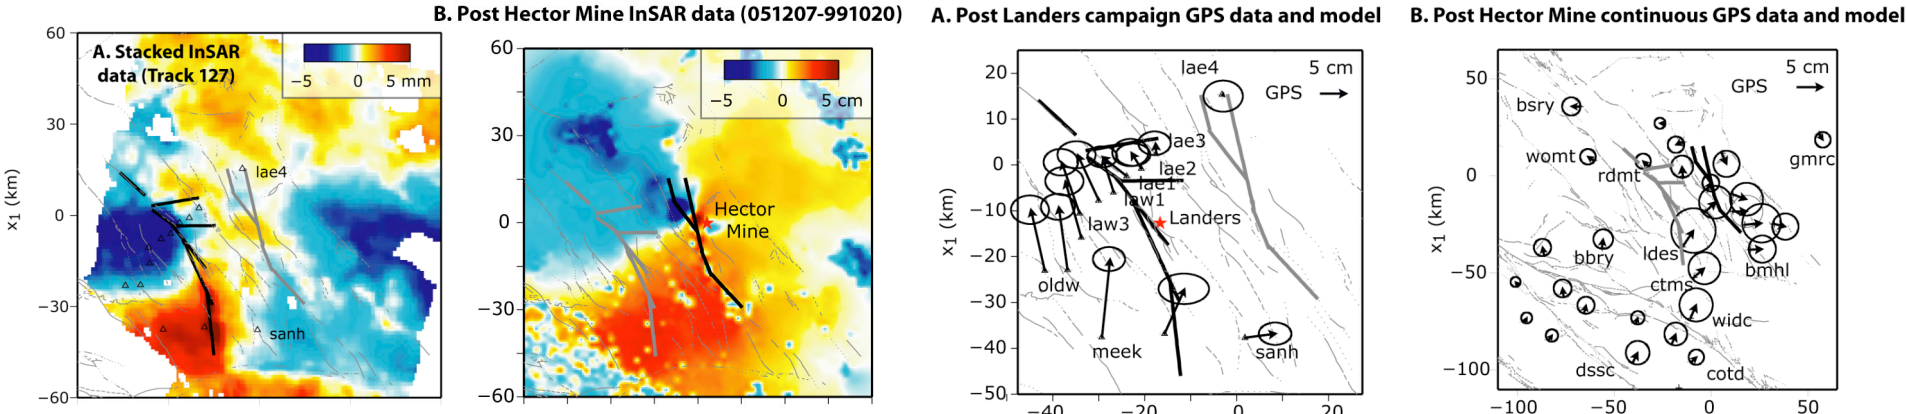 B. Post Hector Mine InSAR data (051207-991020)
A. Post Landers campaign GPS data and model
B. Post Hector Mine continuous GPS data and model
60
30
0
−30
−60
x1 (km)
A. Stacked InSAR
data (Track 127)
−5 0 5 mm
lae4
sanh
60
30
0
−30
−60
−5 0 5 cm
Hector
Mine
x1 (km)
20
10
0
−10
−20
−30
−40
−50
−40 −20 0 20
lae4
5 cm
GPS
lae3
lae2
lae1
law1
law3
Landers
oldw
meek
sanh
x1 (km)
50
0
−50
−100
−100 −50 0 50
5 cm
GPS
bsry
womt
rdmt
gmrc
bbry
ldes
bmhl
ctms
widc
dssc
cotd